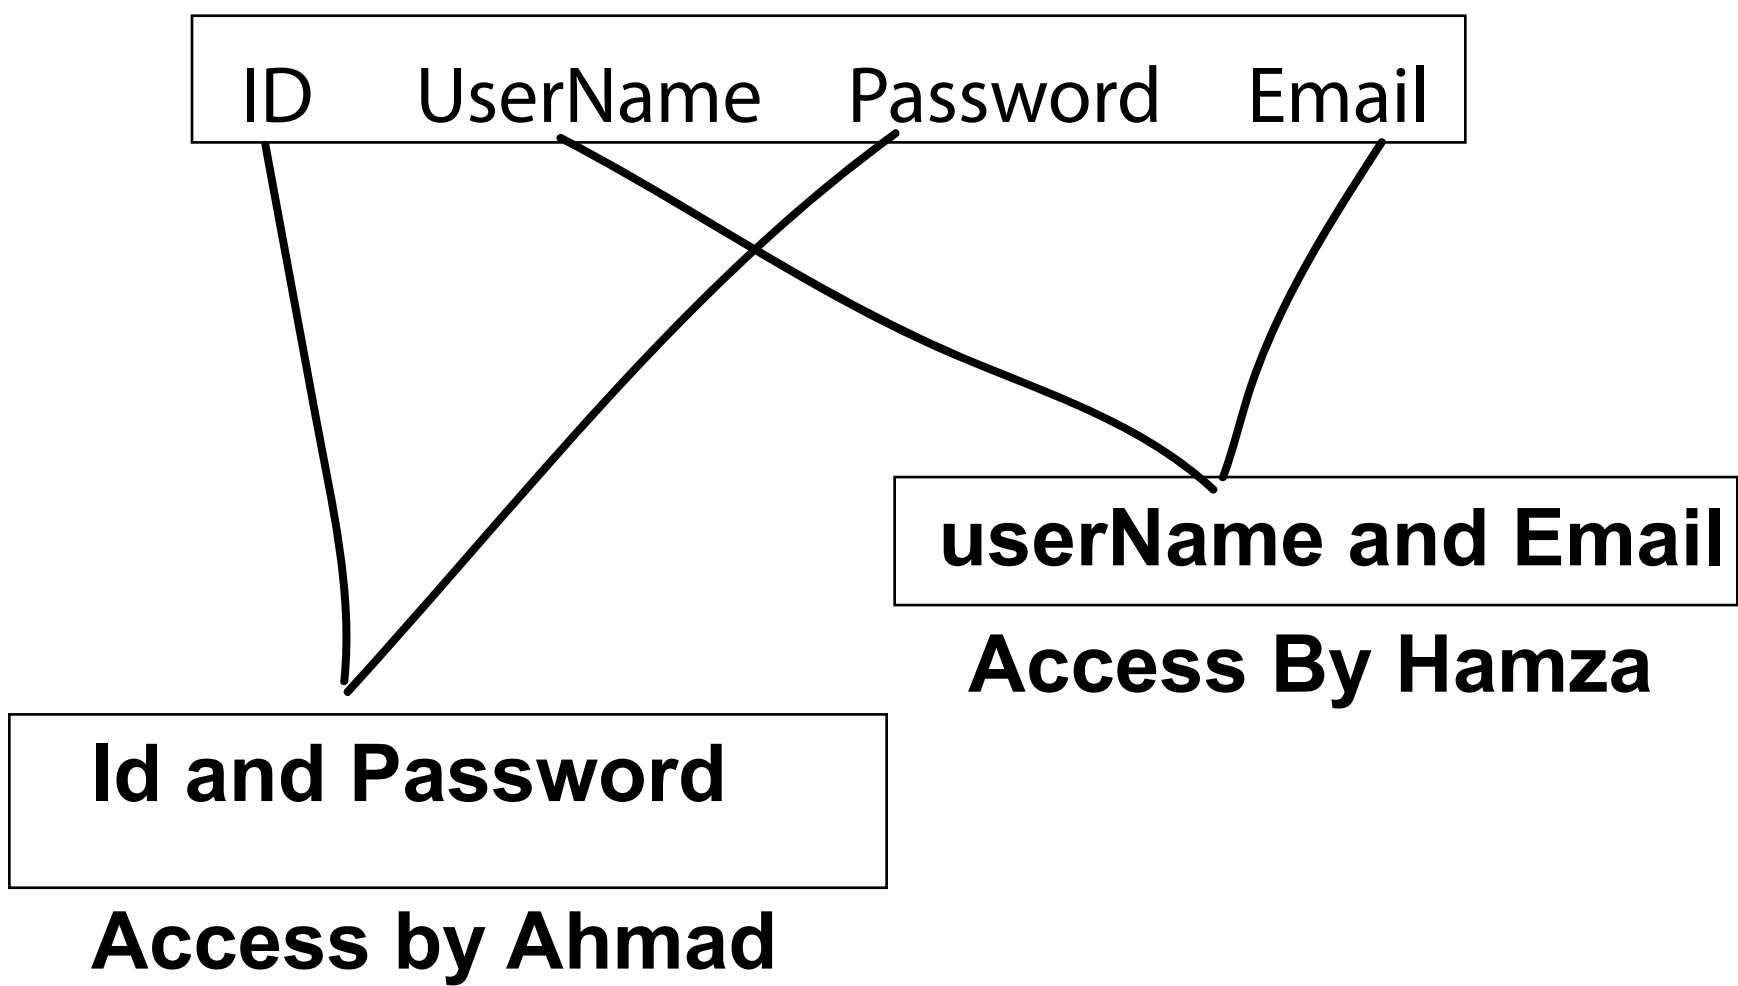 ID UserName Password Email
userName and Email
Access By Hamza
Id and Password
Access by Ahmad